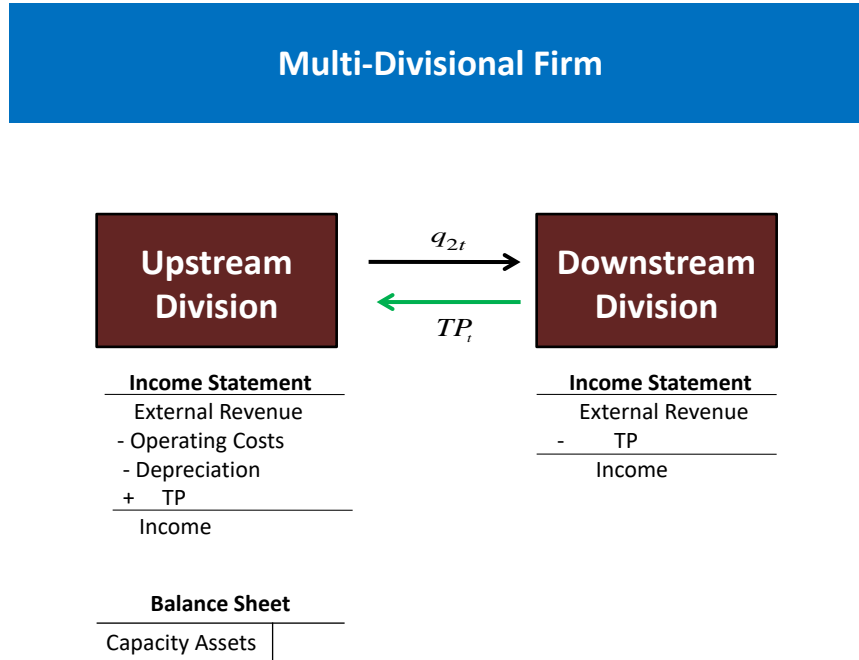 Multi-Divisional Firm
Upstream
Division
q2t
TPt
Downstream
Division
Income Statement
External Revenue
- Operating Costs
- Depreciation
+ TP
Income
Income Statement
External Revenue
- TP
Income
Balance Sheet
Capacity Assets